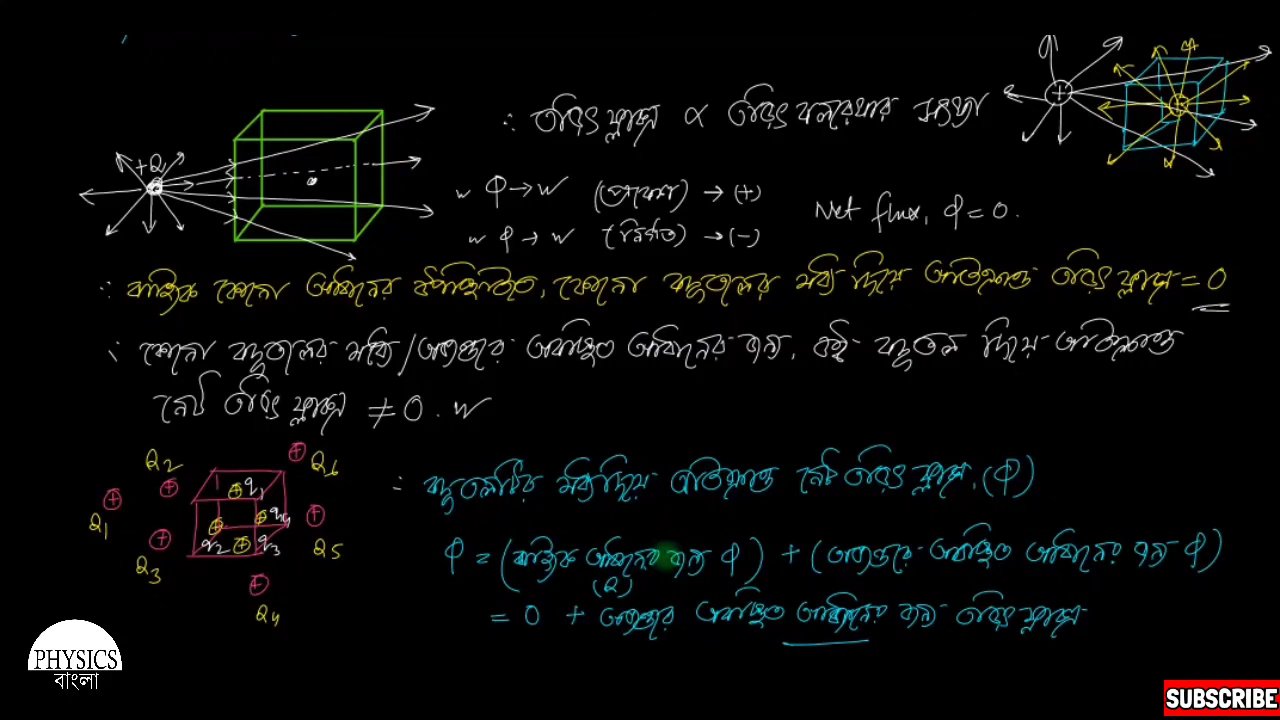 +Q
∴ তড়িৎ ফ্লাক্স ∝ তড়িৎ বলরেখার সংখ্যা
" φ → " (প্রবেশ) → (+)
" φ → " (নির্গত) → (-)
Net flux, φ = 0.
∴ বাহ্যিক কোনো আধানের উপস্থিতিতে, কোনো বদ্ধতলের মধ্য দিয়ে অতিক্রান্ত তড়িৎ ফ্লাক্স = 0
∴ কোনো বদ্ধতলের মধ্যে/অভ্যন্তরে অবস্থিত আধানের জন্য, ঐ বদ্ধতল দিয়ে অতিক্রান্ত
নেট তড়িৎ ফ্লাক্স ≠ 0.
Q1 Q2 Q3 Q4 Q5 Q6
q1 q2 q3 q4
∴ বদ্ধতলটির মধ্যদিয়ে অতিক্রান্ত নেট তড়িৎ ফ্লাক্স, (φ)
φ = (বাহ্যিক আধানের জন্য φ) + (অভ্যন্তরে অবস্থিত আধানের জন্য φ)
(Q)
= 0 + অভ্যন্তরে অবস্থিত আধানের জন্য তড়িৎ ফ্লাক্স
PHYSICS
বাংলা
SUBSCRIBE